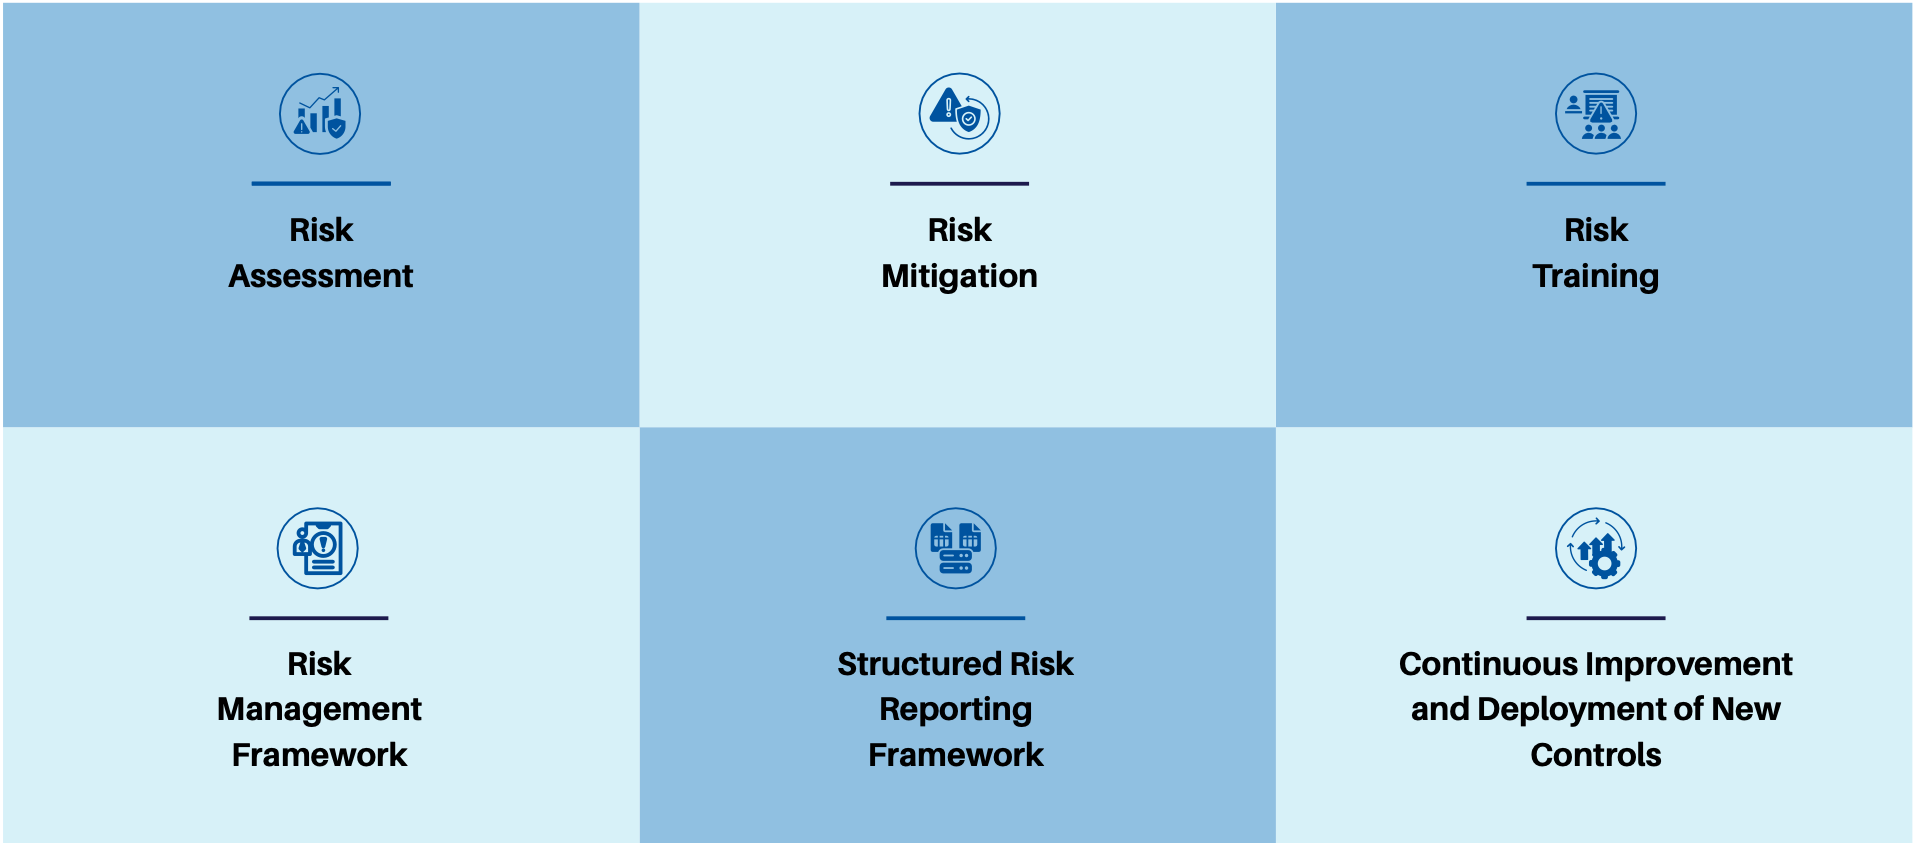 Risk
Assessment
Risk
Mitigation
Risk
Training
Risk
Management
Framework
Structured Risk
Reporting
Framework
Continuous Improvement
and Deployment of New
Controls